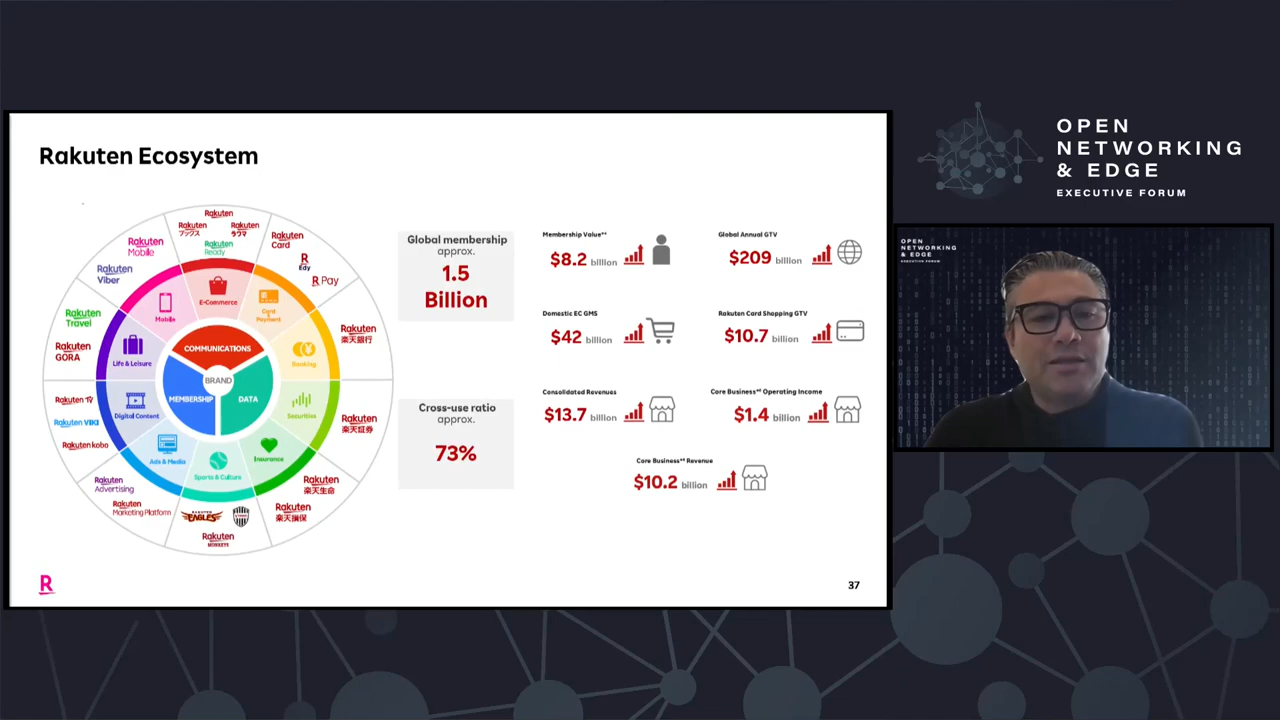 Rakuten Ecosystem
Rakuten
Rakuten
ブックス
Rakuten
ラクマ
Rakuten
Ready
Rakuten
Card
R
Edy
R Pay
Rakuten
楽天銀行
Rakuten
楽天証券
Rakuten
楽天生命
Rakuten
楽天損保
RAKUTEN
EAGLES
Rakuten
MONKEYS
Rakuten
Marketing Platform
Rakuten
Advertising
Rakuten kobo
Rakuten VIKI
Rakuten TV
Rakuten
GORA
Rakuten
Travel
Rakuten
Viber
Rakuten
Mobile
E-Commerce
Card &
Payment
Banking
Securities
Insurance
Sports & Culture
Ads & Media
Digital Content
Life & Leisure
Mobile
COMMUNICATIONS
BRAND
MEMBERSHIP
DATA
Global membership
approx.
1.5
Billion
Cross-use ratio
approx.
73%
Membership Value**
$8.2 billion
Global Annual GTV
$209 billion
Domestic EC GMS
$42 billion
Rakuten Card Shopping GTV
$10.7 billion
Consolidated Revenues
$13.7 billion
Core Business** Operating Income
$1.4 billion
Core Business** Revenue
$10.2 billion
R
37
OPEN
NETWORKING
& EDGE
EXECUTIVE FORUM
OPEN
NETWORKING
& EDGE
EXECUTIVE FORUM